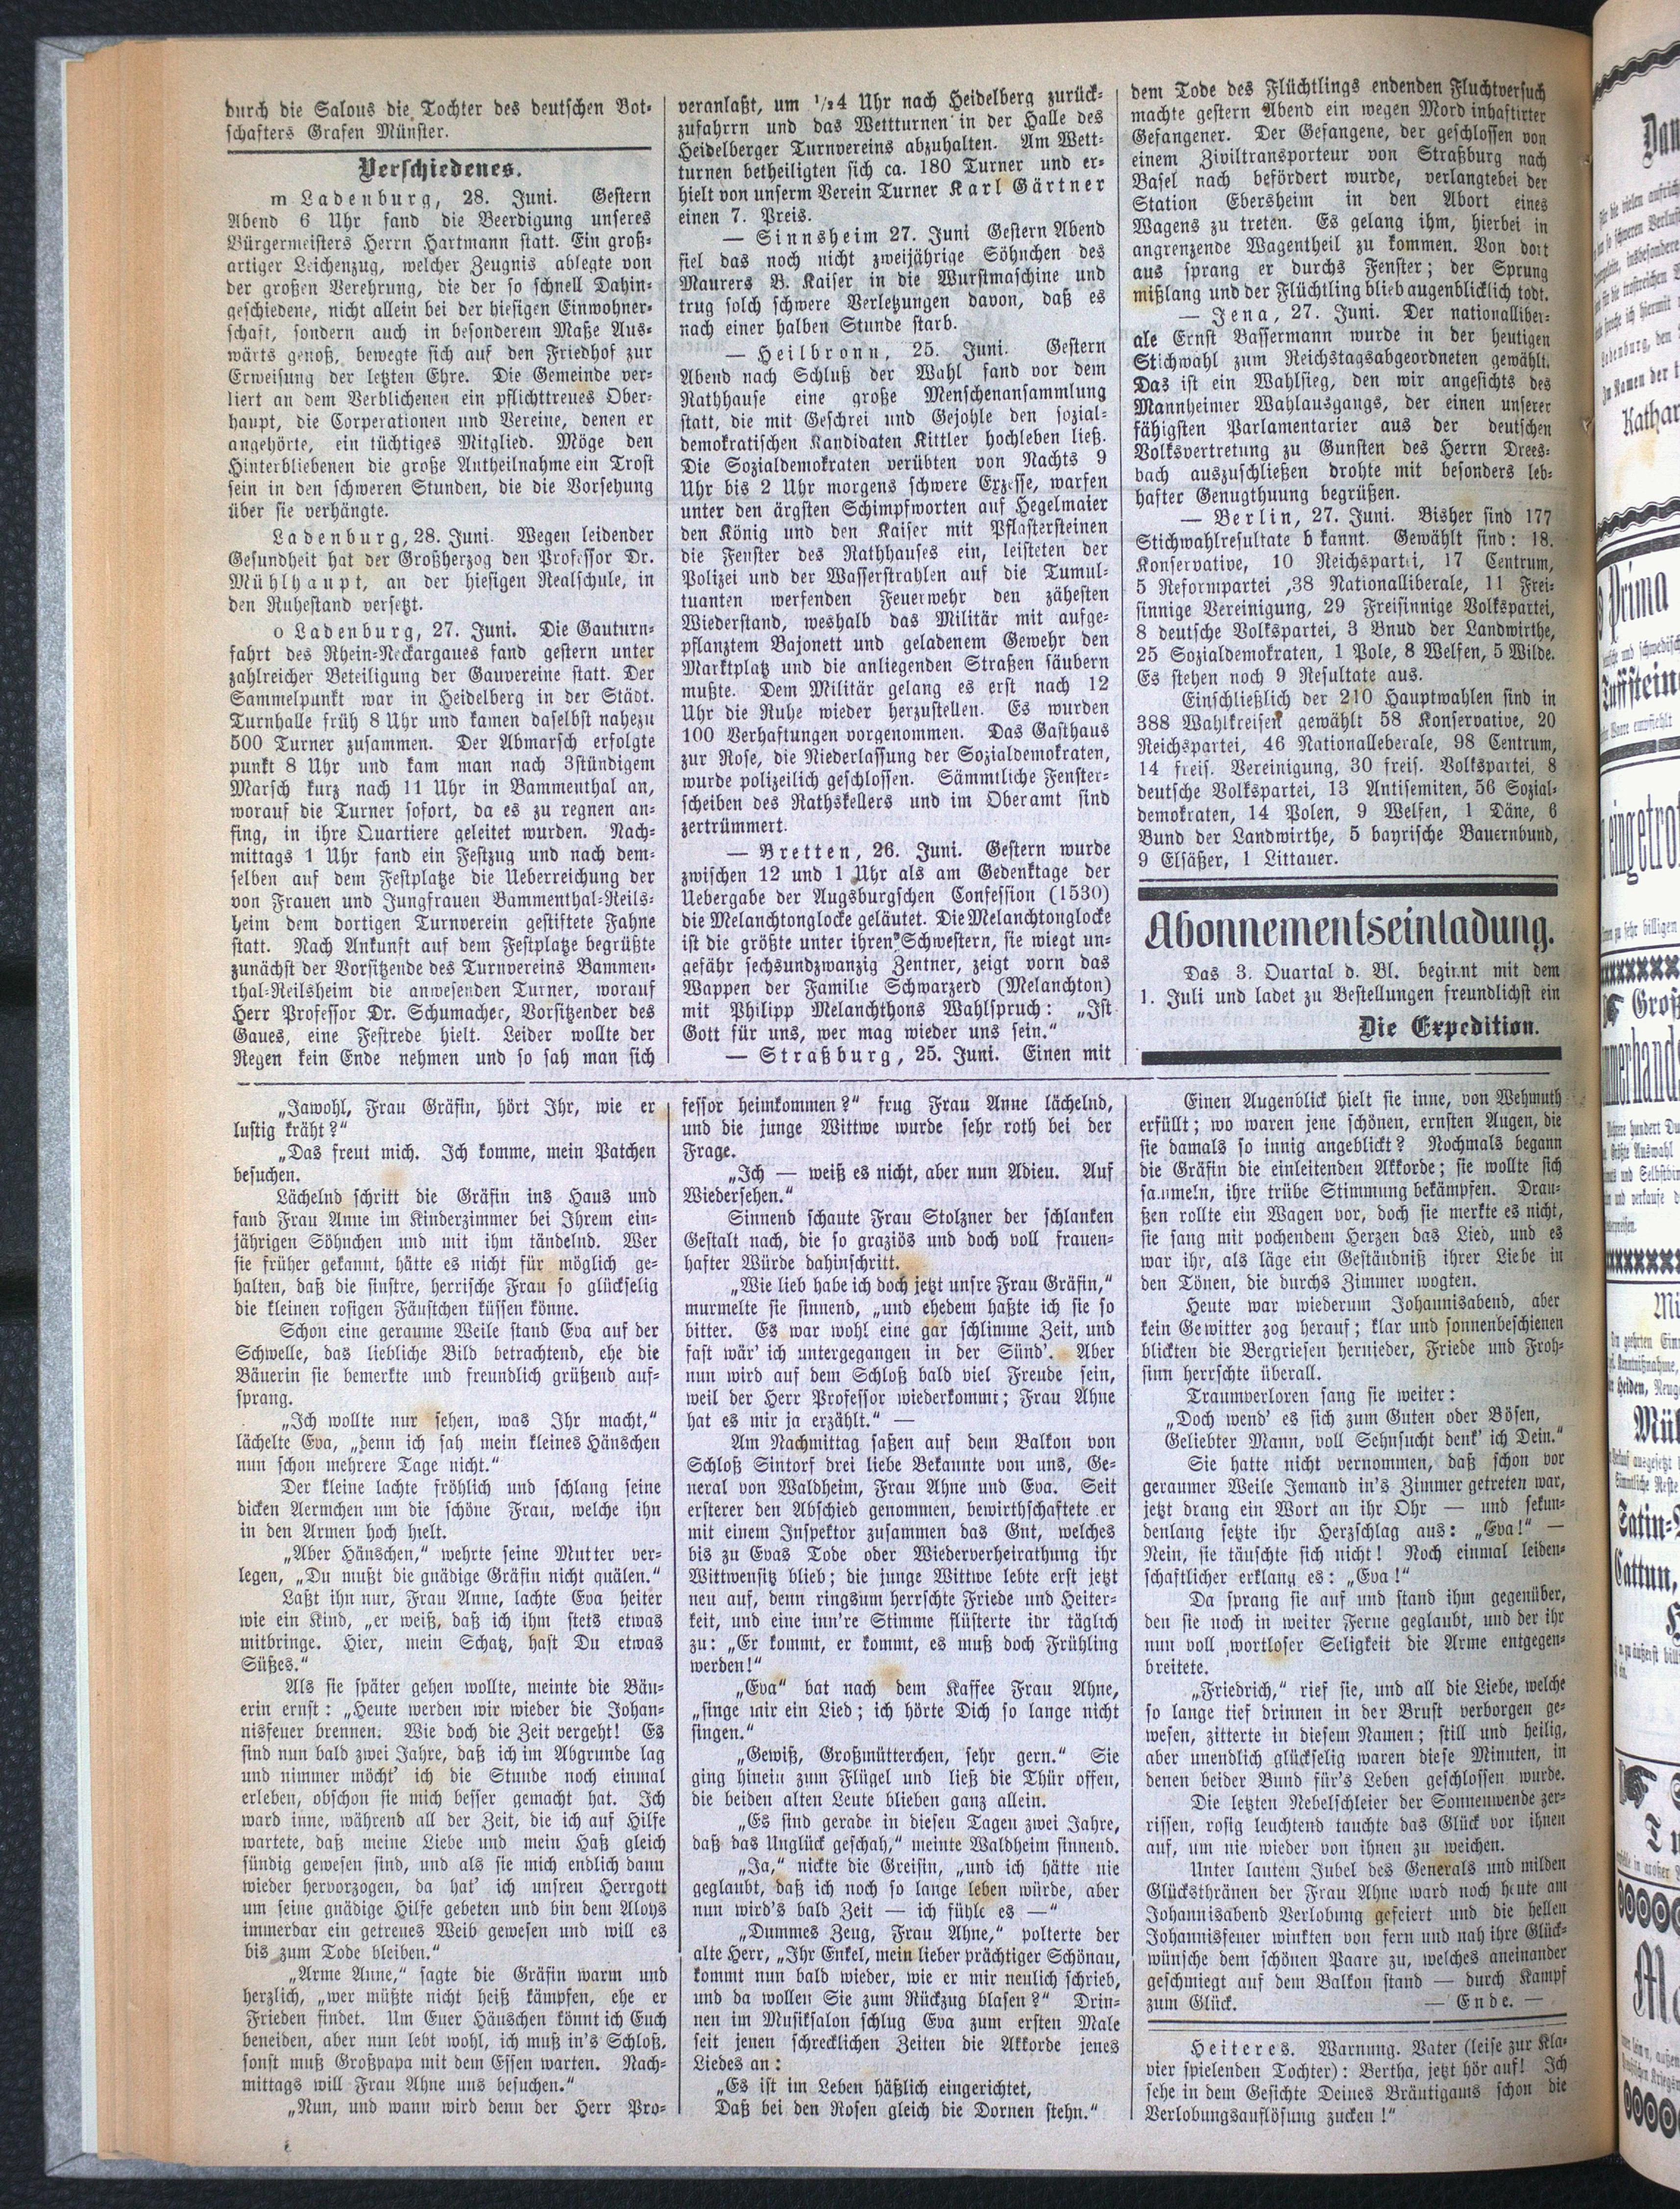 durch die Salous die Tochter des deutschen Bot-
schafters Grafen Münster.
Verschiedenes.
m Ladenburg, 28. Juni. Gestern
Abend 6 Uhr fand die Beerdigung unseres
Bürgermeisters Herrn Hartmann statt. Ein groß-
artiger Leichenzug, welcher Zeugnis ablegte von
der großen Verehrung, die der so schnell Dahin-
geschiedene, nicht allein bei der hiesigen Einwohner-
schaft, sondern auch in besonderem Maße Aus-
wärts genoß, bewegte sich auf den Friedhof zur
Erweisung der letzten Ehre. Die Gemeinde ver-
liert an dem Verblichenen ein pflichttreues Ober-
haupt, die Corperationen und Vereine, denen er
angehörte, ein tüchtiges Mitglied. Möge den
Hinterbliebenen die große Antheilnahme ein Trost
sein in den schweren Stunden, die die Vorsehung
über sie verhängte.
Ladenburg, 28. Juni. Wegen leidender
Gesundheit hat der Großherzog den Professor Dr.
Mühlhaupt, an der hiesigen Realschule, in
den Ruhestand versetzt.
o Ladenburg, 27. Juni. Die Gauturn-
fahrt des Rhein-Neckargaues fand gestern unter
zahlreicher Beteiligung der Gauvereine statt. Der
Sammelpunkt war in Heidelberg in der Städt.
Turnhalle früh 8 Uhr und kamen daselbst nahezu
500 Turner zusammen. Der Abmarsch erfolgte
punkt 8 Uhr und kam man nach 3stündigem
Marsch kurz nach 11 Uhr in Bammenthal an,
worauf die Turner sofort, da es zu regnen an-
fing, in ihre Quartiere geleitet wurden. Nach-
mittags 1 Uhr fand ein Festzug und nach dem-
selben auf dem Festplatze die Ueberreichung der
von Frauen und Jungfrauen Bammenthal-Reils-
heim dem dortigen Turnverein gestiftete Fahne
statt. Nach Ankunft auf dem Festplatze begrüßte
zunächst der Vorsitzende des Turnvereins Bammen-
thal-Reilsheim die anwesenden Turner, worauf
Herr Professor Dr. Schumacher, Vorsitzender des
Gaues, eine Festrede hielt. Leider wollte der
Regen kein Ende nehmen und so sah man sich
veranlaßt, um 1/24 Uhr nach Heidelberg zurück-
zufahrrn und das Wettturnen in der Halle des
Heidelberger Turnvereins abzuhalten. Am Wett-
turnen betheiligten sich ca. 180 Turner und er-
hielt von unserm Verein Turner Karl Gärtner
einen 7. Preis.
— Sinnsheim 27. Juni Gestern Abend
fiel das noch nicht zweijährige Söhnchen des
Maurers B. Kaiser in die Wurstmaschine und
trug solch schwere Verletzungen davon, daß es
nach einer halben Stunde starb.
— Heilbronn, 25. Juni. Gestern
Abend nach Schluß der Wahl fand vor dem
Rathhause eine große Menschenansammlung
statt, die mit Geschrei und Gejohle den sozial-
demokratischen Kandidaten Kittler hochleben ließ.
Die Sozialdemokraten verübten von Nachts 9
Uhr bis 2 Uhr morgens schwere Exzesse, warfen
unter den ärgsten Schimpfworten auf Hegelmaier
den König und den Kaiser mit Pflastersteinen
die Fenster des Rathhauses ein, leisteten der
Polizei und der Wasserstrahlen auf die Tumul-
tuanten werfenden Feuerwehr den zähesten
Wiederstand, weshalb das Militär mit aufge-
pflanztem Bajonett und geladenem Gewehr den
Marktplatz und die anliegenden Straßen säubern
mußte. Dem Militär gelang es erst nach 12
Uhr die Ruhe wieder herzustellen. Es wurden
100 Verhaftungen vorgenommen. Das Gasthaus
zur Rose, die Niederlassung der Sozialdemokraten,
wurde polizeilich geschlossen. Sämmtliche Fenster-
scheiben des Rathskellers und im Oberamt sind
zertrümmert.
— Bretten, 26. Juni. Gestern wurde
zwischen 12 und 1 Uhr als am Gedenktage der
Uebergabe der Augsburgschen Confession (1530)
die Melanchtonglocke geläutet. Die Melanchtonglocke
ist die größte unter ihren Schwestern, sie wiegt un-
gefähr sechsundzwanzig Zentner, zeigt vorn das
Wappen der Familie Schwarzerd (Melanchton)
mit Philipp Melanchthons Wahlspruch: „Ist
Gott für uns, wer mag wieder uns sein.“
— Straßburg, 25. Juni. Einen mit
dem Tode des Flüchtlings endenden Fluchtversuch
machte gestern Abend ein wegen Mord inhaftirter
Gefangener. Der Gefangene, der geschlossen von
einem Ziviltransporteur von Straßburg nach
Basel nach befördert wurde, verlangtebei der
Station Ebersheim in den Abort eines
Wagens zu treten. Es gelang ihm, hierbei in
angrenzende Wagentheil zu kommen. Von dort
aus sprang er durchs Fenster; der Sprung
mißlang und der Flüchtling blieb augenblicklich todt.
— Jena, 27. Juni. Der nationalliber-
ale Ernst Bassermann wurde in der heutigen
Stichwahl zum Reichstagsabgeordneten gewählt.
Das ist ein Wahlsieg, den wir angesichts des
Mannheimer Wahlausgangs, der einen unserer
fähigsten Parlamentarier aus der deutschen
Volksvertretung zu Gunsten des Herrn Drees-
bach auszuschließen drohte mit besonders leb-
hafter Genugthuung begrüßen.
— Berlin, 27. Juni. Bisher sind 177
Stichwahlresultate b kannt. Gewählt sind: 18.
Konservative, 10 Reichspartei, 17 Centrum,
5 Reformpartei ,38 Nationalliberale, 11 Frei-
sinnige Vereinigung, 29 Freisinnige Volkspartei,
8 deutsche Volkspartei, 3 Bnud der Landwirthe,
25 Sozialdemokraten, 1 Pole, 8 Welfen, 5 Wilde.
Es stehen noch 9 Resultate aus.
Einschließlich der 210 Hauptwahlen sind in
388 Wahlkreisen gewählt 58 Konservative, 20
Reichspartei, 46 Nationalleberale, 98 Centrum,
14 freis. Vereinigung, 30 freis. Volkspartei, 8
deutsche Volkspartei, 13 Antisemiten, 56 Sozial-
demokraten, 14 Polen, 9 Welfen, 1 Däne, 6
Bund der Landwirthe, 5 bayrische Bauernbund,
9 Elsäßer, 1 Littauer.
Abonnementseinladung.
Das 3. Quartal d. Bl. beginnt mit dem
1. Juli und ladet zu Bestellungen freundlichst ein
Die Expedition.
„Jawohl, Frau Gräfin, hört Ihr, wie er
lustig kräht?“
„Das freut mich. Ich komme, mein Patchen
besuchen.
Lächelnd schritt die Gräfin ins Haus und
fand Frau Anne im Kinderzimmer bei Ihrem ein-
jährigen Söhnchen und mit ihm tändelnd. Wer
sie früher gekannt, hätte es nicht für möglich ge-
halten, daß die finstre, herrische Frau so glückselig
die kleinen rosigen Fäustchen küssen könne.
Schon eine geraume Weile stand Eva auf der
Schwelle, das liebliche Bild betrachtend, ehe die
Bäuerin sie bemerkte und freundlich grüßend auf-
sprang.
„Ich wollte nur sehen, was Ihr macht,“
lächelte Eva, „denn ich sah mein kleines Hänschen
nun schon mehrere Tage nicht.“
Der kleine lachte fröhlich und schlang seine
dicken Aermchen um die schöne Frau, welche ihn
in den Armen hoch hielt.
„Aber Häuschen,“ wehrte seine Mutter ver-
legen, „Du mußt die gnädige Gräfin nicht quälen.“
Laßt ihn nur, Frau Anne, lachte Eva heiter
wie ein Kind, „er weiß, daß ich ihm stets etwas
mitbringe. Hier, mein Schatz, hast Du etwas
Süßes.“
Als sie später gehen wollte, meinte die Bäu-
erin ernst: „Heute werden wir wieder die Johan-
nisfeuer brennen. Wie doch die Zeit vergeht! Es
sind nun bald zwei Jahre, daß ich im Abgrunde lag
und nimmer möcht' ich die Stunde noch einmal
erleben, obschon sie mich besser gemacht hat. Ich
ward inne, während all der Zeit, die ich auf Hilfe
wartete, daß meine Liebe und mein Haß gleich
sündig gewesen sind, und als sie mich endlich dann
wieder hervorzogen, da hat' ich unsren Herrgott
um seine gnädige Hilfe gebeten und bin dem Aloys
immerdar ein getreues Weib gewesen und will es
bis zum Tode bleiben.“
„Arme Anne,“ sagte die Gräfin warm und
herzlich, „wer müßte nicht heiß kämpfen, ehe er
Frieden findet. Um Euer Häuschen könnt ich Euch
beneiden, aber nun lebt wohl, ich muß in's Schloß,
sonst muß Großpapa mit dem Essen warten. Nach-
mittags will Frau Ahne uns besuchen.“
„Nun, und wann wird denn der Herr Pro-
fessor heimkommen?“ frug Frau Anne lächelnd,
und die junge Wittwe wurde sehr roth bei der
Frage.
„Ich — weiß es nicht, aber nun Adieu. Auf
Wiedersehen.“
Sinnend schaute Frau Stolzner der schlanken
Gestalt nach, die so graziös und doch voll frauen-
hafter Würde dahinschritt.
„Wie lieb habe ich doch jetzt unsre Frau Gräfin,“
murmelte sie sinnend, „und ehedem haßte ich sie so
bitter. Es war wohl eine gar schlimme Zeit, und
fast wär' ich untergegangen in der Sünd'. Aber
nun wird auf dem Schloß bald viel Freude sein,
weil der Herr Professor wiederkommt; Frau Ahne
hat es mir ja erzählt.“ —
Am Nachmittag saßen auf dem Balkon von
Schloß Sintorf drei liebe Bekannte von uns, Ge-
neral von Waldheim, Frau Ahne und Eva. Seit
ersterer den Abschied genommen, bewirthschaftete er
mit einem Inspektor zusammen das Gut, welches
bis zu Evas Tode oder Wiederverheirathung ihr
Wittwensitz blieb; die junge Wittwe lebte erst jetzt
neu auf, denn ringsum herrschte Friede und Heiter-
keit, und eine inn're Stimme flüsterte ihr täglich
zu: „Er kommt, er kommt, es muß doch Frühling
werden!“
„Eva“ bat nach dem Kaffee Frau Ahne,
„singe mir ein Lied; ich hörte Dich so lange nicht
singen.“
„Gewiß, Großmütterchen, sehr gern.“ Sie
ging hinein zum Flügel und ließ die Thür offen,
die beiden alten Leute blieben ganz allein.
„Es sind gerade in diesen Tagen zwei Jahre,
daß das Unglück geschah,“ meinte Waldheim sinnend.
„Ja,“ nickte die Greisin, „und ich hätte nie
geglaubt, daß ich noch so lange leben würde, aber
nun wird's bald Zeit — ich fühle es —“
„Dummes Zeug, Frau Ahne,“ polterte der
alte Herr, „Ihr Enkel, mein lieber prächtiger Schönau,
kommt nun bald wieder, wie er mir neulich schrieb,
und da wollen Sie zum Rückzug blasen?“ Drin-
nen im Musiksalon schlug Eva zum ersten Male
seit jenen schrecklichen Zeiten die Akkorde jenes
Liedes an:
„Es ist im Leben häßlich eingerichtet,
Daß bei den Rosen gleich die Dornen stehn.“
Einen Augenblick hielt sie inne, von Wehmuth
erfüllt; wo waren jene schönen, ernsten Augen, die
sie damals so innig angeblickt? Nochmals begann
die Gräfin die einleitenden Akkorde; sie wollte sich
sammeln, ihre trübe Stimmung bekämpfen. Drau-
ßen rollte ein Wagen vor, doch sie merkte es nicht,
sie sang mit pochendem Herzen das Lied, und es
war ihr, als läge ein Geständniß ihrer Liebe in
den Tönen, die durchs Zimmer wogten.
Heute war wiederum Johannisabend, aber
kein Gewitter zog herauf; klar und sonnenbeschienen
blickten die Bergriesen hernieder, Friede und Froh-
sinn herrschte überall.
Traumverloren sang sie weiter:
„Doch wend' es sich zum Guten oder Bösen,
Geliebter Mann, voll Sehnsucht denk' ich Dein.“
Sie hatte nicht vernommen, daß schon vor
geraumer Weile Jemand in's Zimmer getreten war,
jetzt drang ein Wort an ihr Ohr — und sekun-
denlang setzte ihr Herzschlag aus: „Eva!“ —
Nein, sie täuschte sich nicht! Noch einmal leiden-
schaftlicher erklang es: „Eva!“
Da sprang sie auf und stand ihm gegenüber,
den sie noch in weiter Ferne geglaubt, und der ihr
nun voll wortloser Seligkeit die Arme entgegen-
breitete.
„Friedrich,“ rief sie, und all die Liebe, welche
so lange tief drinnen in der Brust verborgen ge-
wesen, zitterte in diesem Namen; still und heilig,
aber unendlich glückselig waren diese Minuten, in
denen beider Bund für's Leben geschlossen wurde.
Die letzten Nebelschleier der Sonnenwende zer-
rissen, rosig leuchtend tauchte das Glück vor ihnen
auf, um nie wieder von ihnen zu weichen.
Unter lautem Jubel des Generals und milden
Glücksthränen der Frau Ahne ward noch heute am
Johannisabend Verlobung gefeiert und die hellen
Johannisfeuer winkten von fern und nah ihre Glück-
wünsche dem schönen Paare zu, welches aneinander
geschmiegt auf dem Balkon stand — durch Kampf
zum Glück. — Ende. —
Heiteres. Warnung. Vater (leise zur Kla-
vier spielenden Tochter): Bertha, jetzt hör auf! Ich
sehe in dem Gesichte Deines Bräutigams schon die
Verlobungsauflösung zucken!“